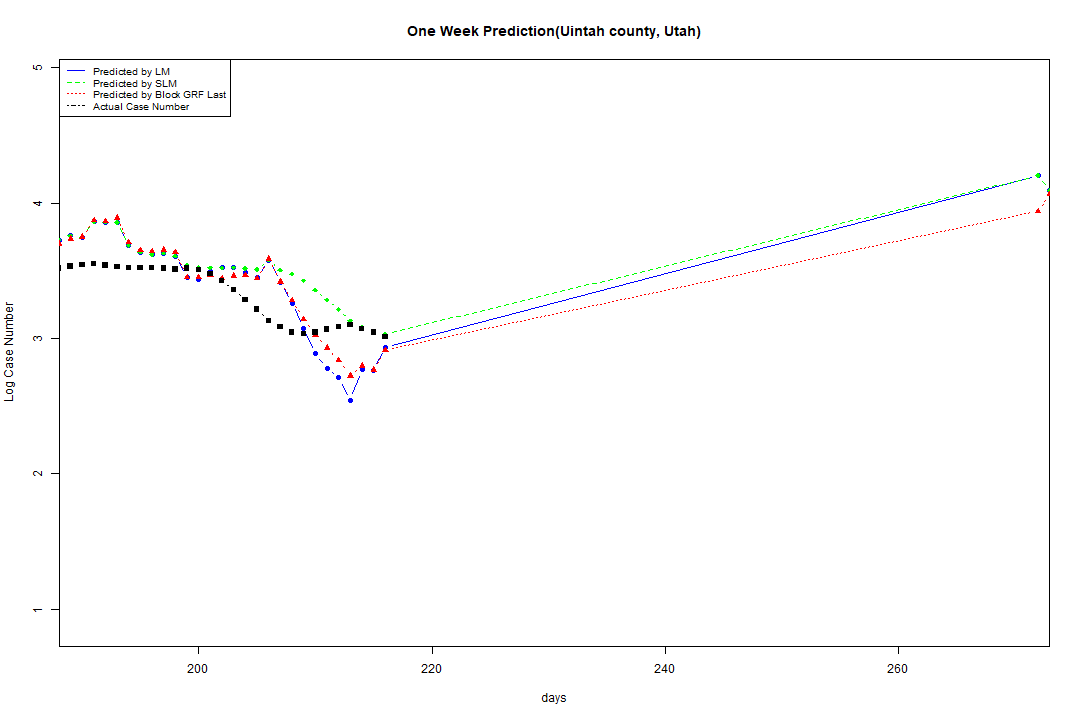 One Week Prediction(Uintah county, Utah)
Predicted by LM
Predicted by SLM
Predicted by Block GRF Last
Actual Case Number
5
4
3
2
1
Log Case Number
200 220 240 260
days